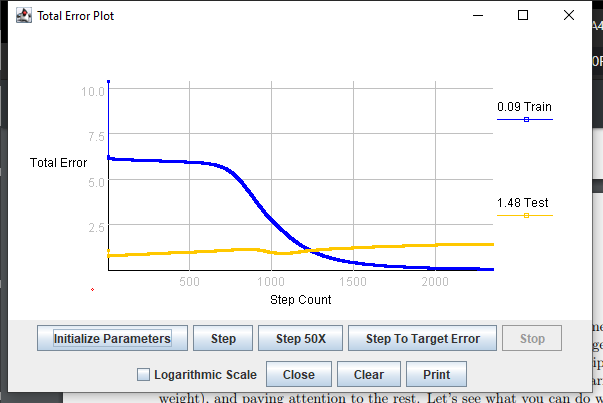 Total Error Plot
10.0
7.5
5.0
2.5
Total Error
500 1000 1500 2000
Step Count
0.09 Train
1.48 Test
Initialize Parameters Step Step 50X Step To Target Error Stop
Logarithmic Scale Close Clear Print
weight), and paying attention to the rest. Let's see what you can do w